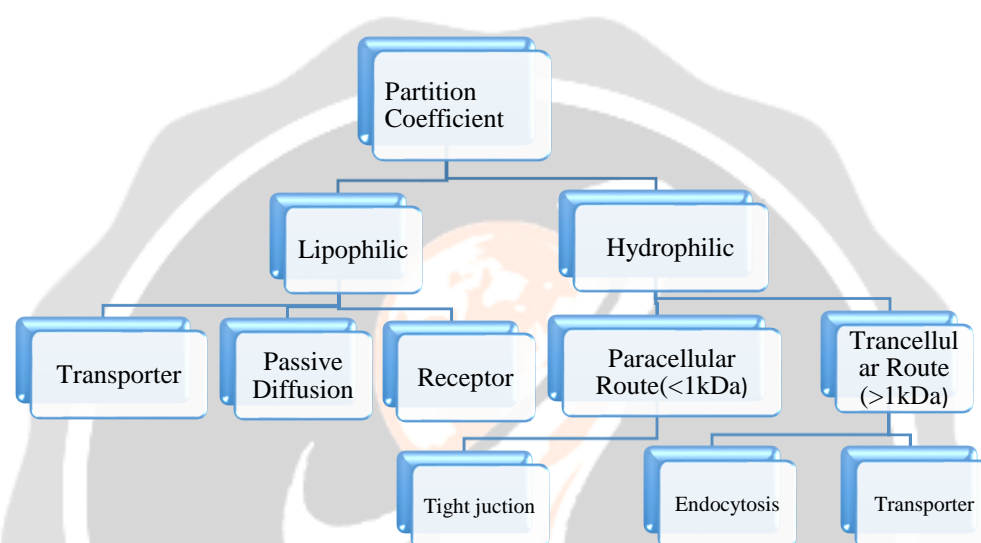 Partition
Coefficient
Lipophilic
Hydrophilic
Transporter
Passive
Diffusion
Receptor
Paracellular
Route(<1kDa)
Trancellul
ar Route
(>1kDa)
Tight juction
Endocytosis
Transporter